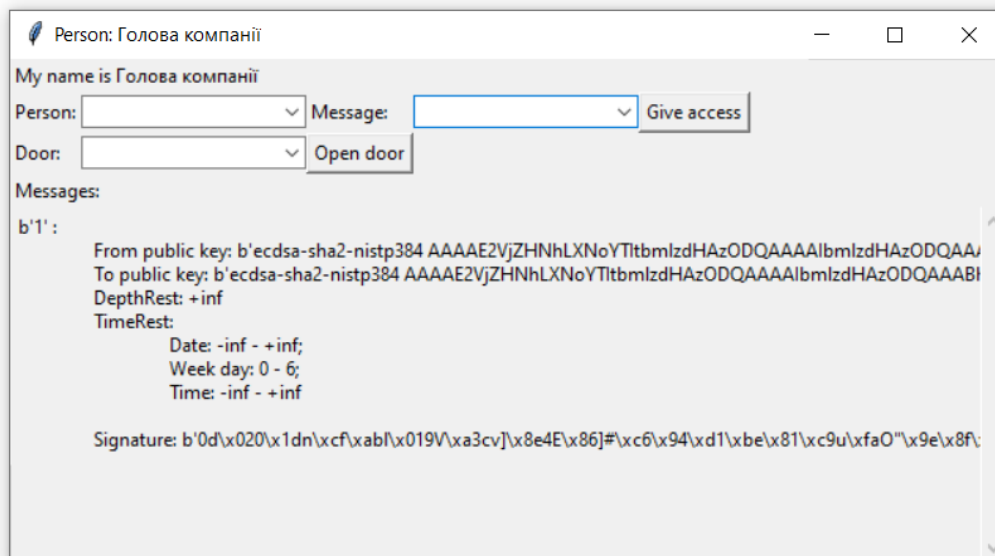 Person: Голова компанії
My name is Голова компанії
Person: Message: Give access
Door: Open door
Messages:
b'1' :
From public key: b'ecdsa-sha2-nistp384 AAAAE2VjZHNhLXNoYTItbmlzdHAzODQAAAAIbmlzdHAzODQAAA
To public key: b'ecdsa-sha2-nistp384 AAAAE2VjZHNhLXNoYTItbmlzdHAzODQAAAAIbmlzdHAzODQAAABH
DepthRest: +inf
TimeRest:
Date: -inf - +inf;
Week day: 0 - 6;
Time: -inf - +inf
Signature: b'0d\x020\x1dn\xcf\xabl\x019V\xa3cv]\x8e4E\x86]#\xc6\x94\xd1\xbe\x81\xc9u\xfaO"\x9e\x8f\